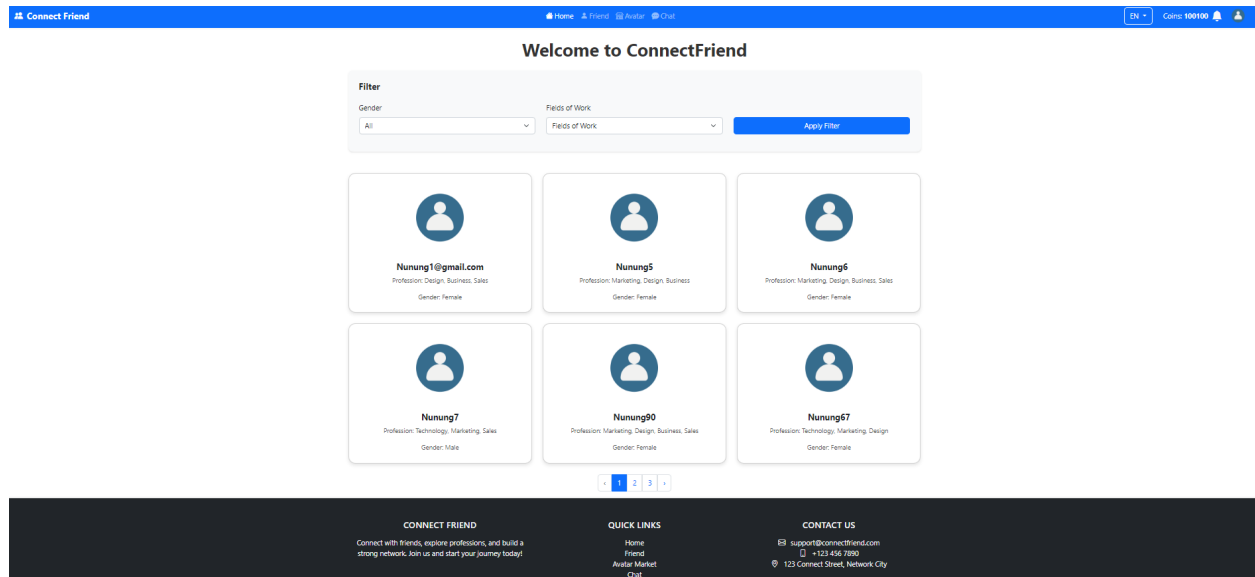 Connect Friend
Home Friend Avatar Chat
EN
Coins: 100100
Welcome to ConnectFriend
Filter
Gender
Fields of Work
All
Fields of Work
Apply Filter
Nunung1@gmail.com
Profession: Design, Business, Sales
Gender: Female
Nunung5
Profession: Marketing, Design, Business
Gender: Female
Nunung6
Profession: Marketing, Design, Business, Sales
Gender: Female
Nunung7
Profession: Technology, Marketing, Sales
Gender: Male
Nunung90
Profession: Marketing, Design, Business, Sales
Gender: Female
Nunung67
Profession: Technology, Marketing, Design
Gender: Female
‹ 1 2 3 ›
CONNECT FRIEND
Connect with friends, explore professions, and build a
strong network. Join us and start your journey today!
QUICK LINKS
Home
Friend
Avatar Market
Chat
CONTACT US
support@connectfriend.com
+123 456 7890
123 Connect Street, Network City